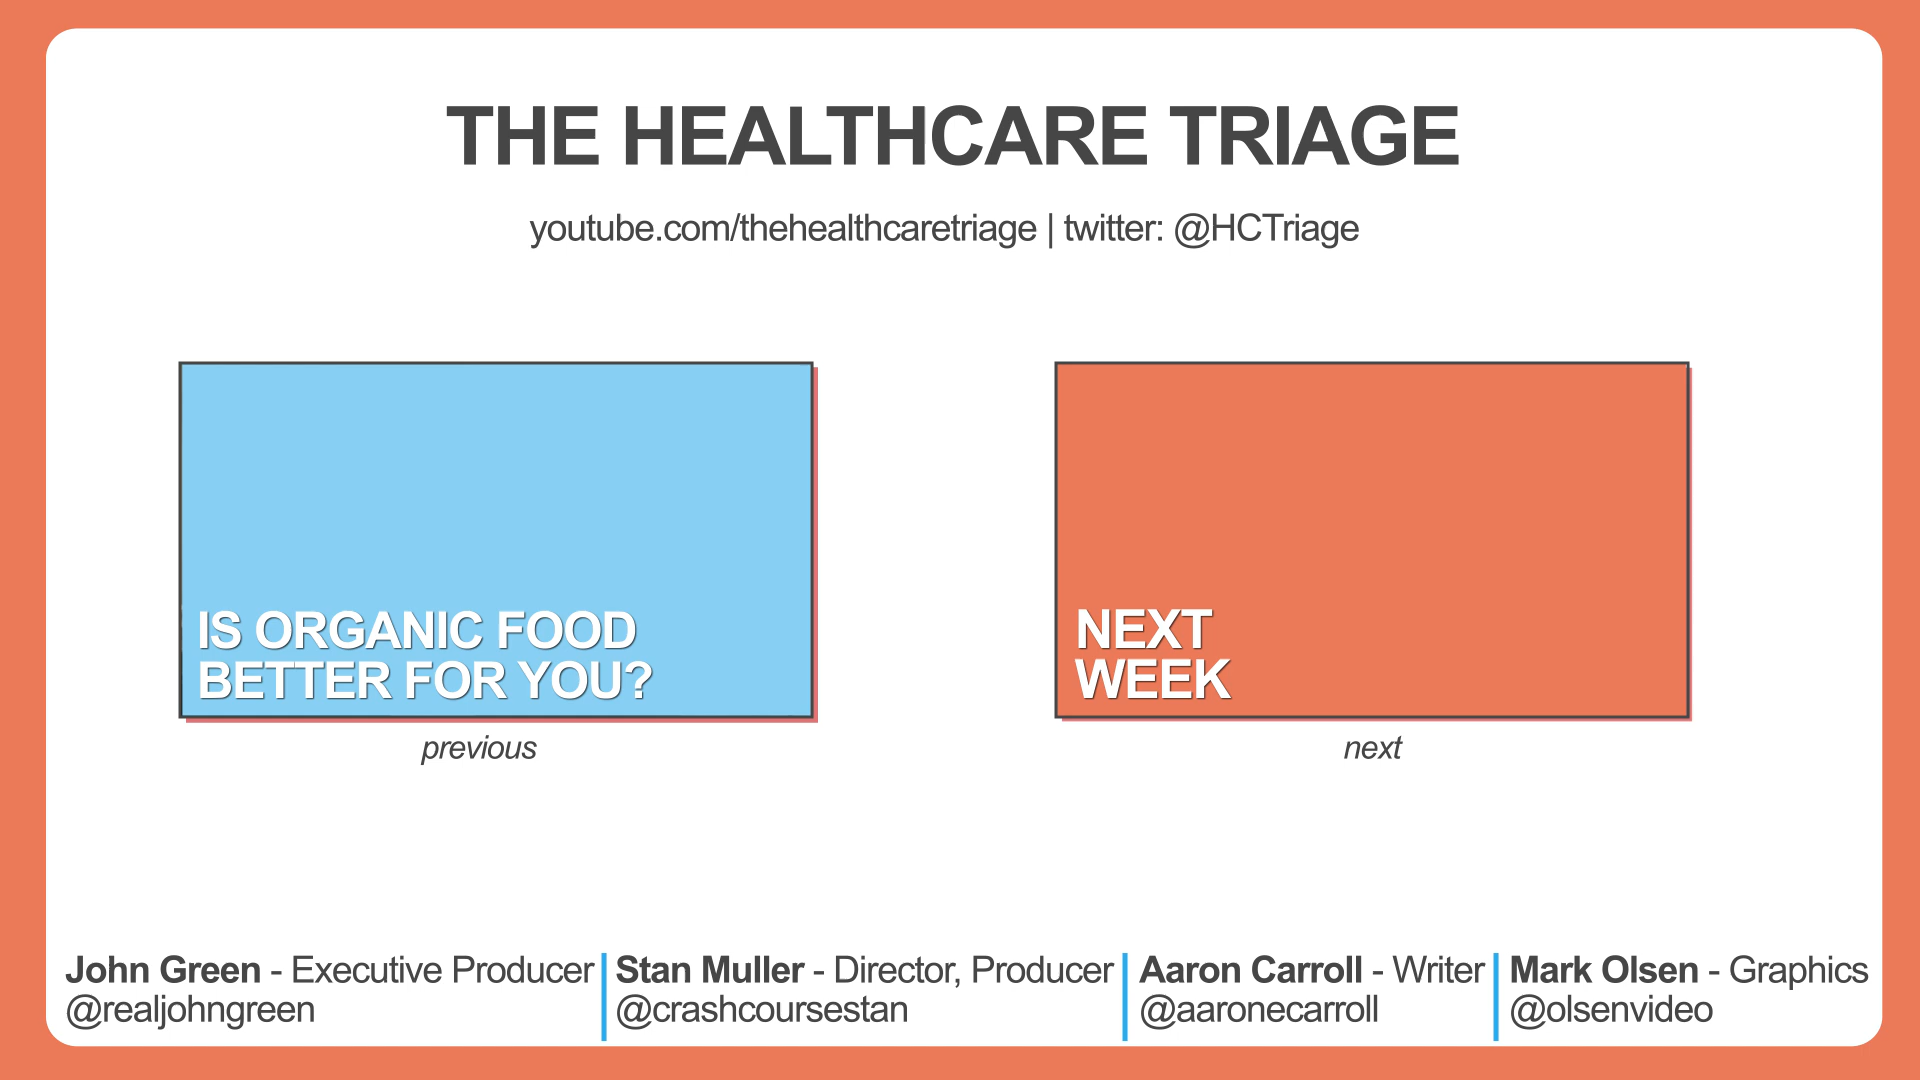 THE HEALTHCARE TRIAGE
youtube.com/thehealthcaretriage | twitter: @HCTriage
IS ORGANIC FOOD
BETTER FOR YOU?
previous
NEXT
WEEK
next
John Green - Executive Producer
@realjohngreen
Stan Muller - Director, Producer
@crashcoursestan
Aaron Carroll - Writer
@aaronecarroll
Mark Olsen - Graphics
@olsenvideo